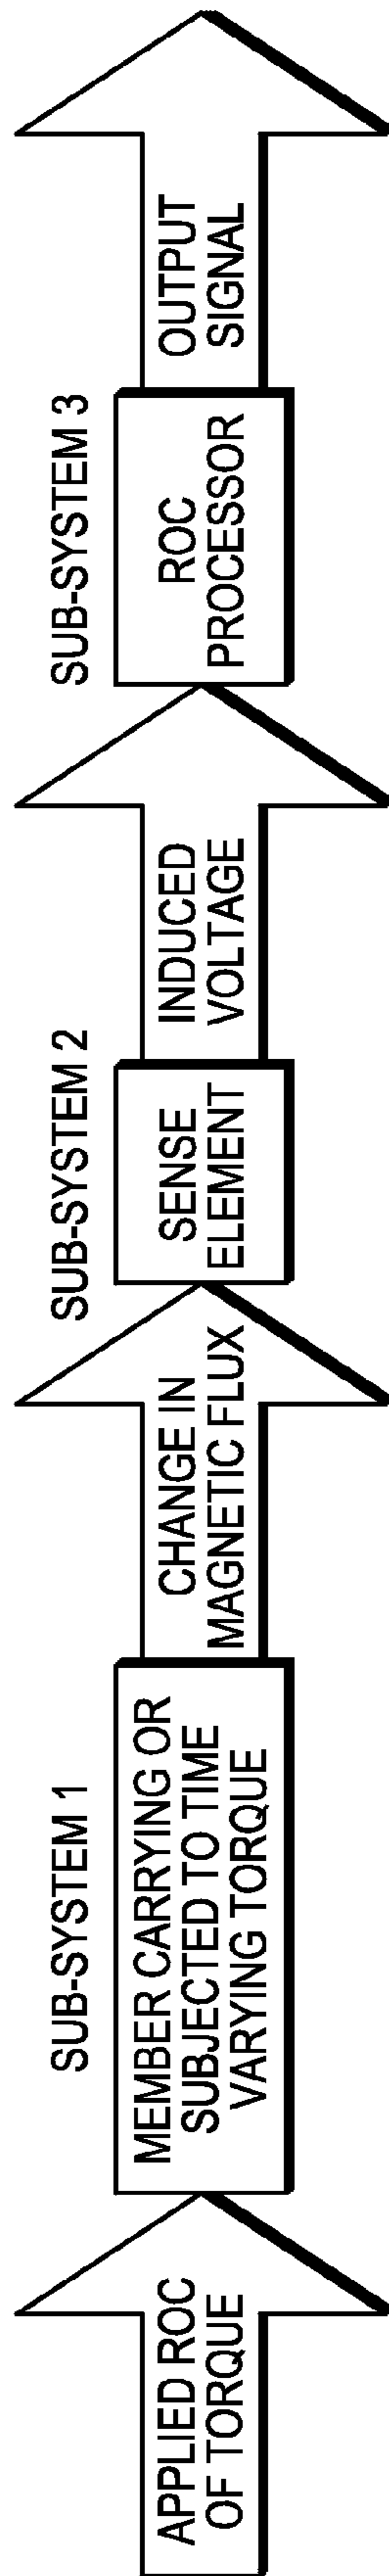 APPLIED ROC
OF TORQUE
SUB-SYSTEM 1
MEMBER CARRYING OR
SUBJECTED TO TIME
VARYING TORQUE
CHANGE IN
MAGNETIC FLUX
SUB-SYSTEM 2
SENSE
ELEMENT
INDUCED
VOLTAGE
SUB-SYSTEM 3
ROC
PROCESSOR
OUTPUT
SIGNAL